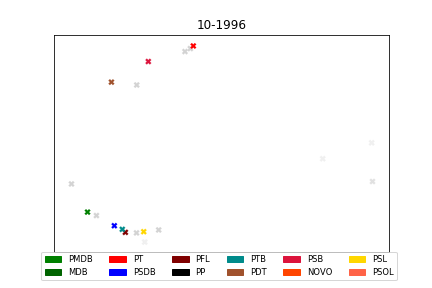 10-1996
PMDB PT PFL PTB PSB PSL
MDB PSDB PP PDT NOVO PSOL